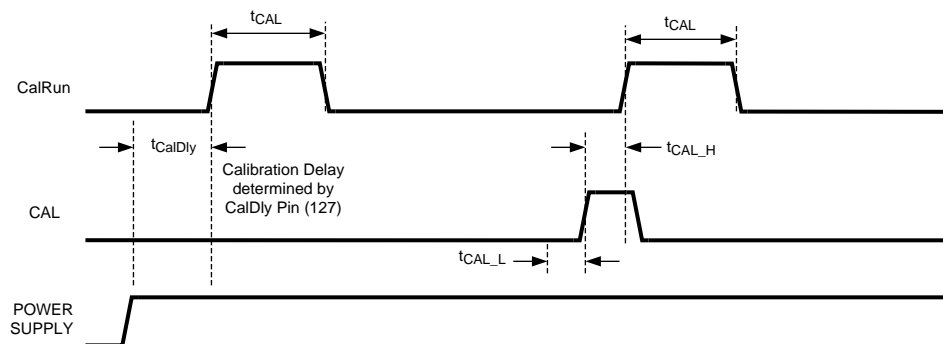 tCAL
tCAL
CalRun
tCalDly
tCAL_H
Calibration Delay
determined by
CalDly Pin (127)
CAL
tCAL_L
POWER
SUPPLY